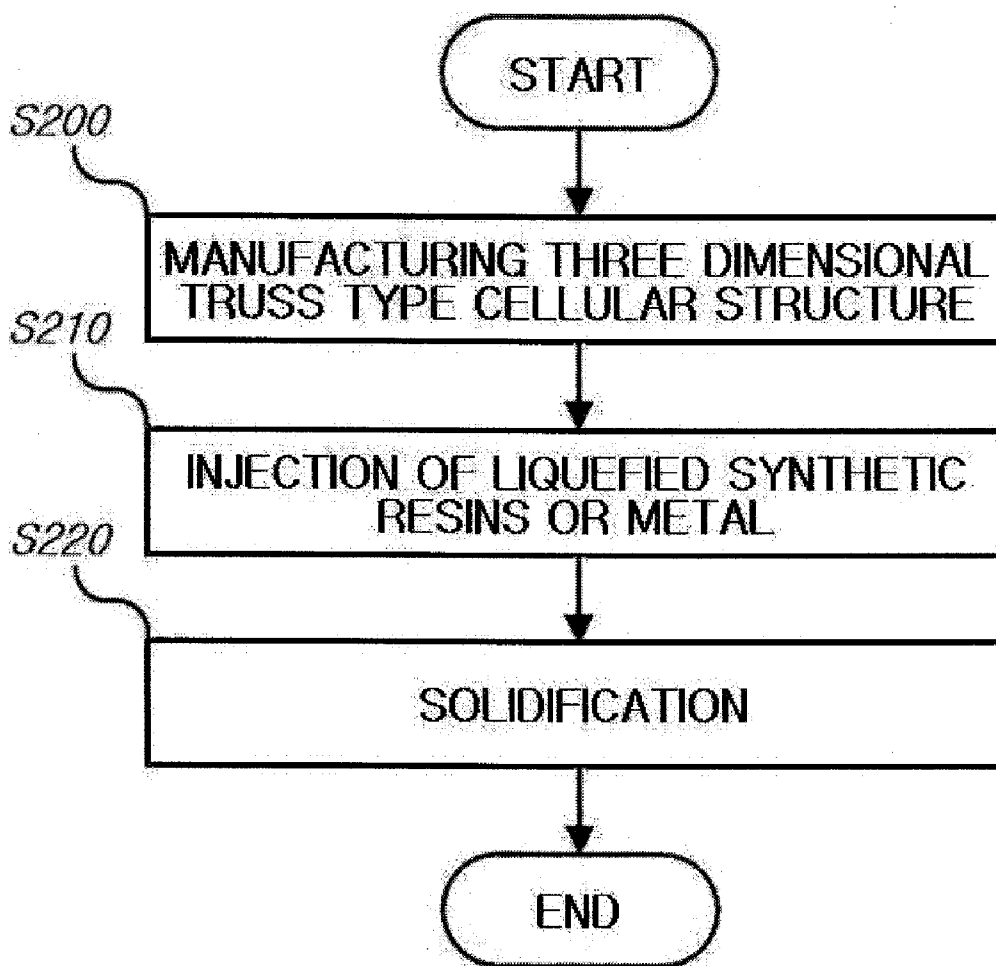 START
S200
MANUFACTURING THREE DIMENSIONAL
TRUSS TYPE CELLULAR STRUCTURE
S210
INJECTION OF LIQUEFIED SYNTHETIC
RESINS OR METAL
S220
SOLIDIFICATION
END